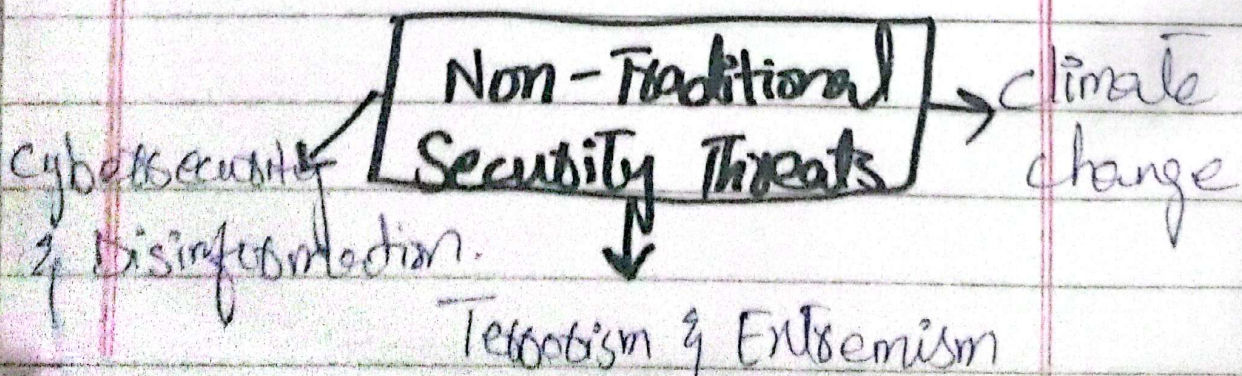 Non-Traditional
Security Threats
climate
change
Cybersecurity
& Disinformation.
Terrorism & Extremism